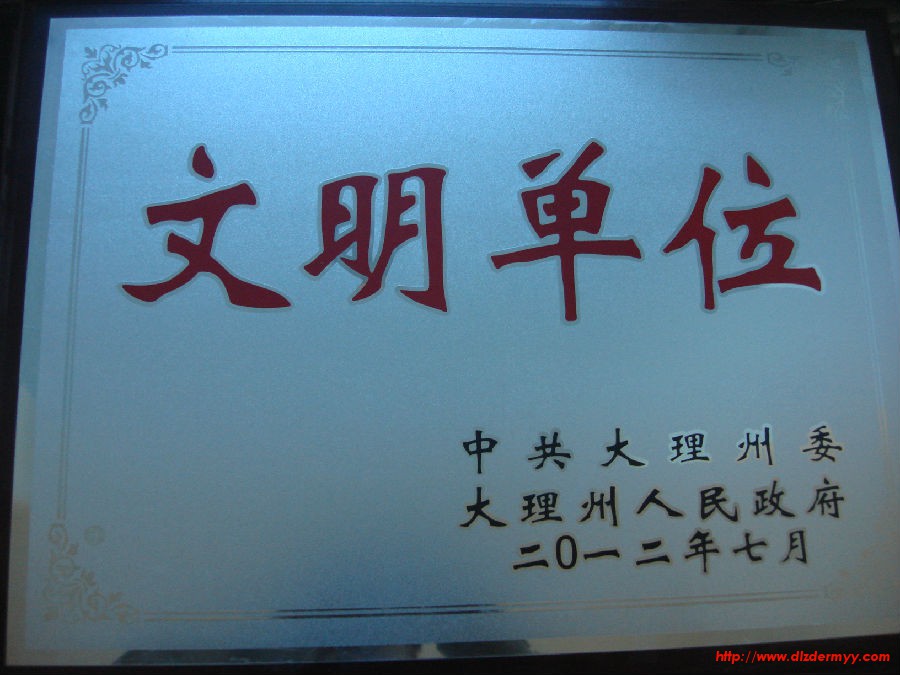 文明单位
中共大理州委
大理州人民政府
二0一二年七月
http://www.dlzdermyy.com